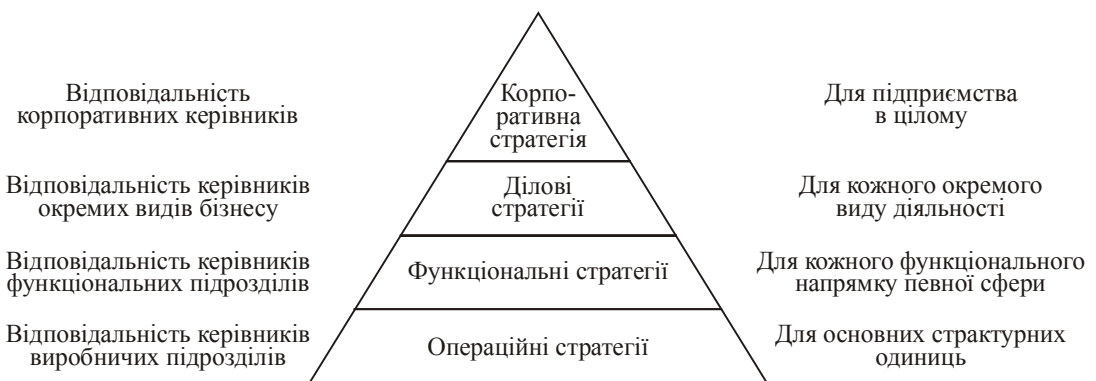 Відповідальність
корпоративних керівників
Корпо-
ративна
стратегія
Для підприємства
в цілому
Відповідальність керівників
окремих видів бізнесу
Ділові
стратегії
Для кожного окремого
виду діяльності
Відповідальність керівників
функціональних підрозділів
Функціональні стратегії
Для кожного функціонального
напрямку певної сфери
Відповідальність керівників
виробничих підрозділів
Операційні стратегії
Для основних страктурних
одиниць